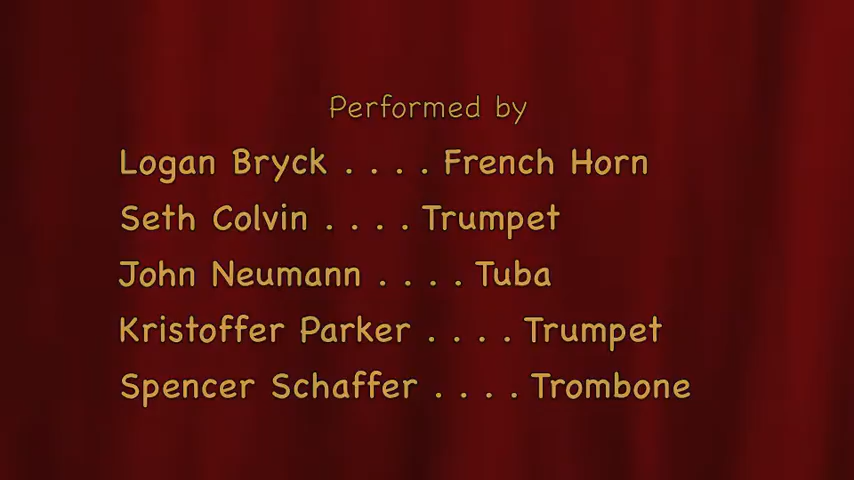 Performed by
Logan Bryck . . . . French Horn
Seth Colvin . . . . Trumpet
John Neumann . . . . Tuba
Kristoffer Parker . . . . Trumpet
Spencer Schaffer . . . . Trombone